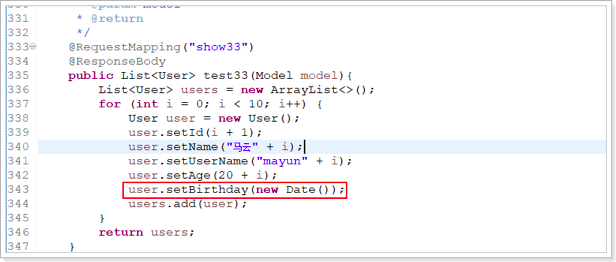 330 * @param model
331 * @return
332 */
333 @RequestMapping("show33")
334 @ResponseBody
335 public List<User> test33(Model model){
336 List<User> users = new ArrayList<>();
337 for (int i = 0; i < 10; i++) {
338 User user = new User();
339 user.setId(i + 1);
340 user.setName("马云" + i);
341 user.setUserName("mayun" + i);
342 user.setAge(20 + i);
343 user.setBirthday(new Date());
344 users.add(user);
345 }
346 return users;
347 }